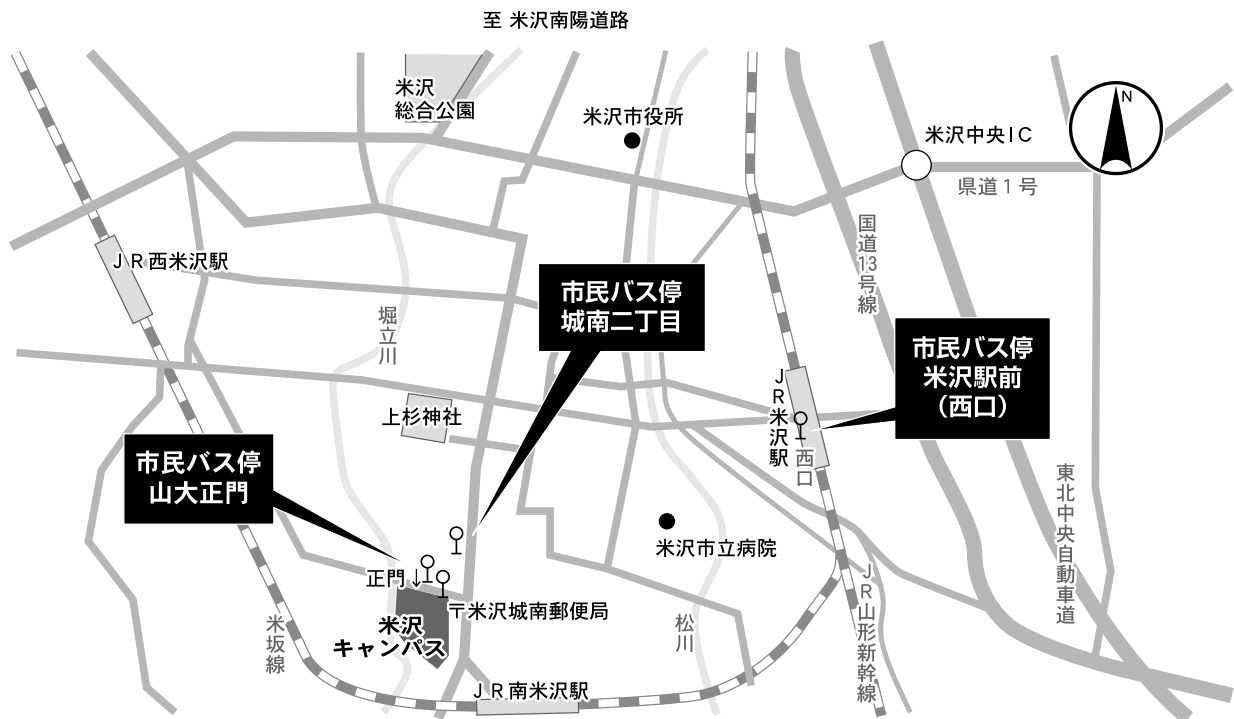 至 米沢南陽道路
米沢
総合公園
米沢市役所
N
米沢中央IC
県道1号
国道13号線
JR西米沢駅
市民バス停
城南二丁目
堀立川
市民バス停
米沢駅前
(西口)
JR米沢駅
西口
上杉神社
市民バス停
山大正門
東北中央自動車道
米沢市立病院
正門↓
〒米沢城南郵便局
米沢
キャンパス
米坂線
松川
JR山形新幹線
JR南米沢駅